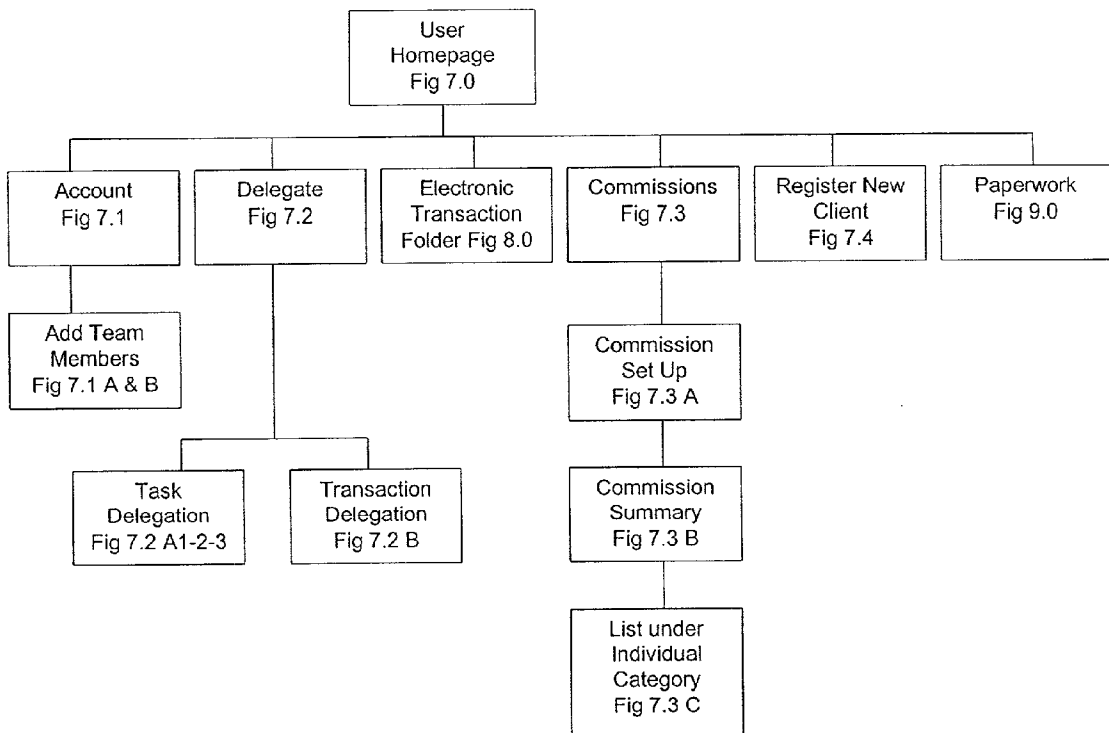 User
Homepage
Fig 7.0
Account
Fig 7.1
Delegate
Fig 7.2
Electronic
Transaction
Folder Fig 8.0
Commissions
Fig 7.3
Register New
Client
Fig 7.4
Paperwork
Fig 9.0
Add Team
Members
Fig 7.1 A & B
Commission
Set Up
Fig 7.3 A
Task
Delegation
Fig 7.2 A1-2-3
Transaction
Delegation
Fig 7.2 B
Commission
Summary
Fig 7.3 B
List under
Individual
Category
Fig 7.3 C